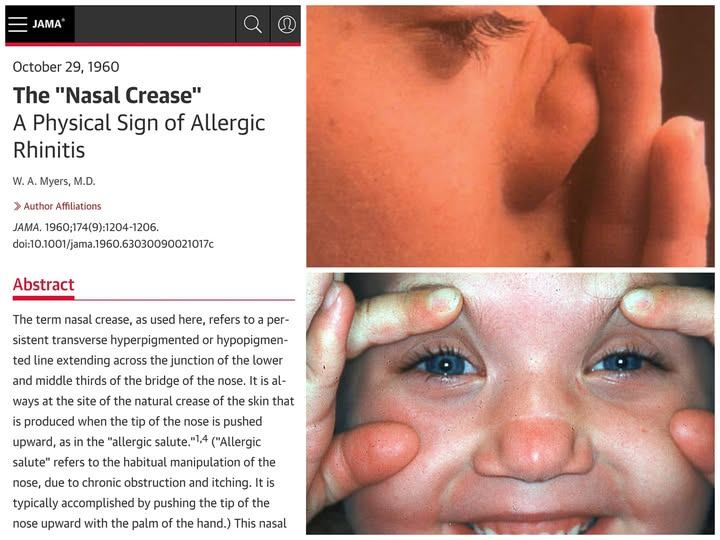 JAMA®
October 29, 1960
The "Nasal Crease"
A Physical Sign of Allergic
Rhinitis
W. A. Myers, M.D.
Author Affiliations
JAMA. 1960;174(9):1204-1206.
doi:10.1001/jama.1960.63030090021017c
Abstract
The term nasal crease, as used here, refers to a per-
sistent transverse hyperpigmented or hypopigmen-
ted line extending across the junction of the lower
and middle thirds of the bridge of the nose. It is al-
ways at the site of the natural crease of the skin that
is produced when the tip of the nose is pushed
upward, as in the "allergic salute."1,4 ("Allergic
salute" refers to the habitual manipulation of the
nose, due to chronic obstruction and itching. It is
typically accomplished by pushing the tip of the
nose upward with the palm of the hand.) This nasal